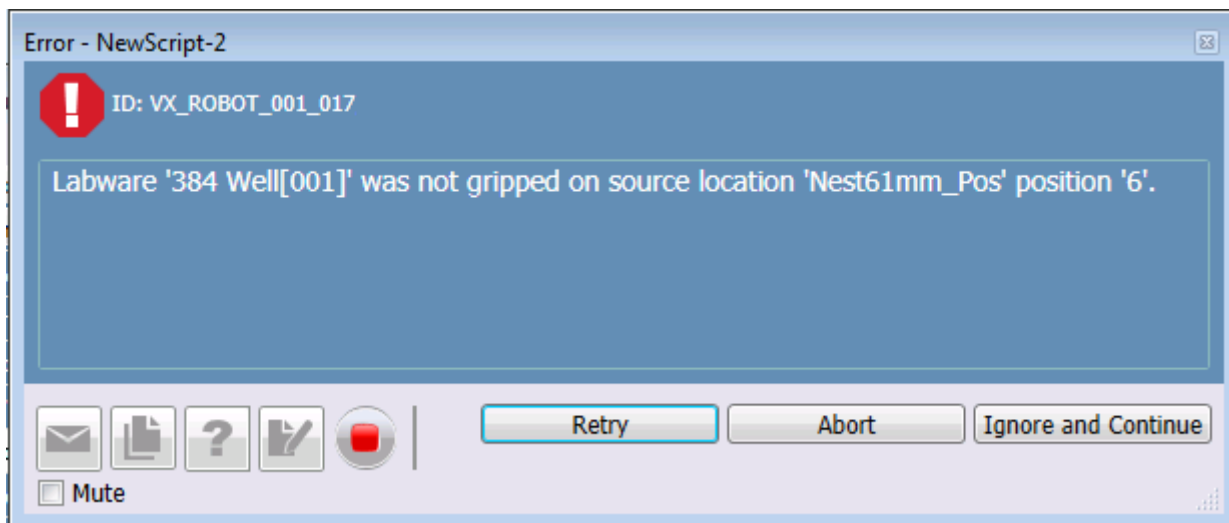 Error - NewScript-2
ID: VX_ROBOT_001_017
Labware '384 Well[001]' was not gripped on source location 'Nest61mm_Pos' position '6'.
Retry
Abort
Ignore and Continue
Mute